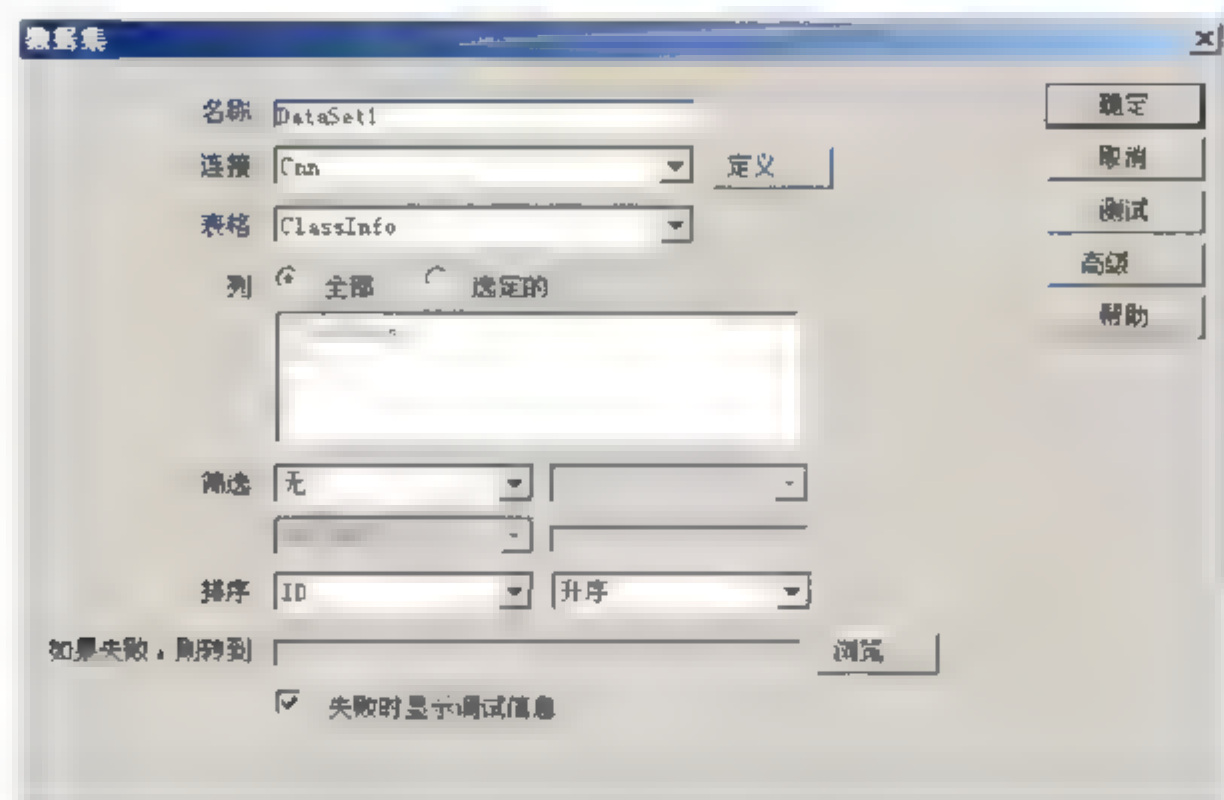 数据集
名称 DataSet1 确定
连接 Cnn 定义 取消
表格 ClassInfo 测试
高级
列 全部 选定的
帮助
筛选 无
排序 ID 升序
如果失败,则转到 浏览
失败时显示调试信息